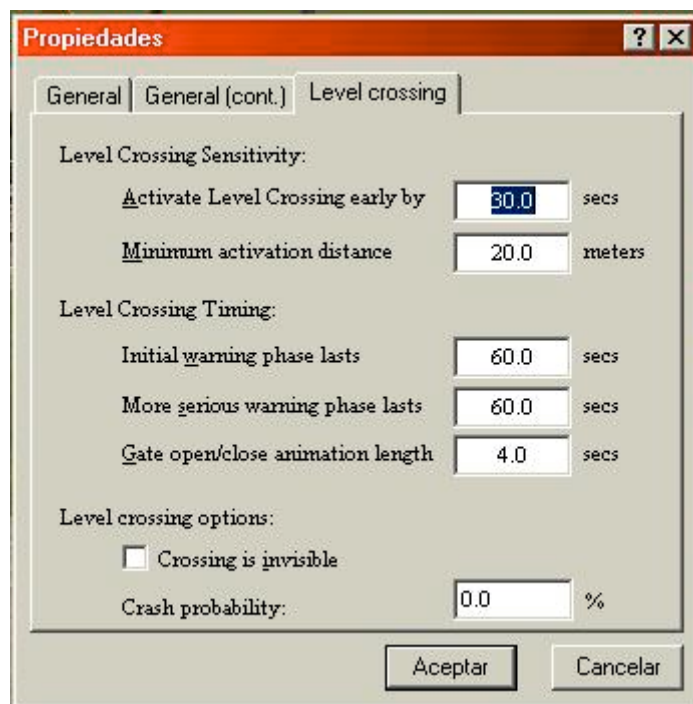 Propiedades
General General (cont.) Level crossing
Level Crossing Sensitivity:
Activate Level Crossing early by 30.0 secs
Minimum activation distance 20.0 meters
Level Crossing Timing:
Initial warning phase lasts 60.0 secs
More serious warning phase lasts 60.0 secs
Gate open/close animation length 4.0 secs
Level crossing options:
Crossing is invisible
Crash probability: 0.0 %
Aceptar Cancelar